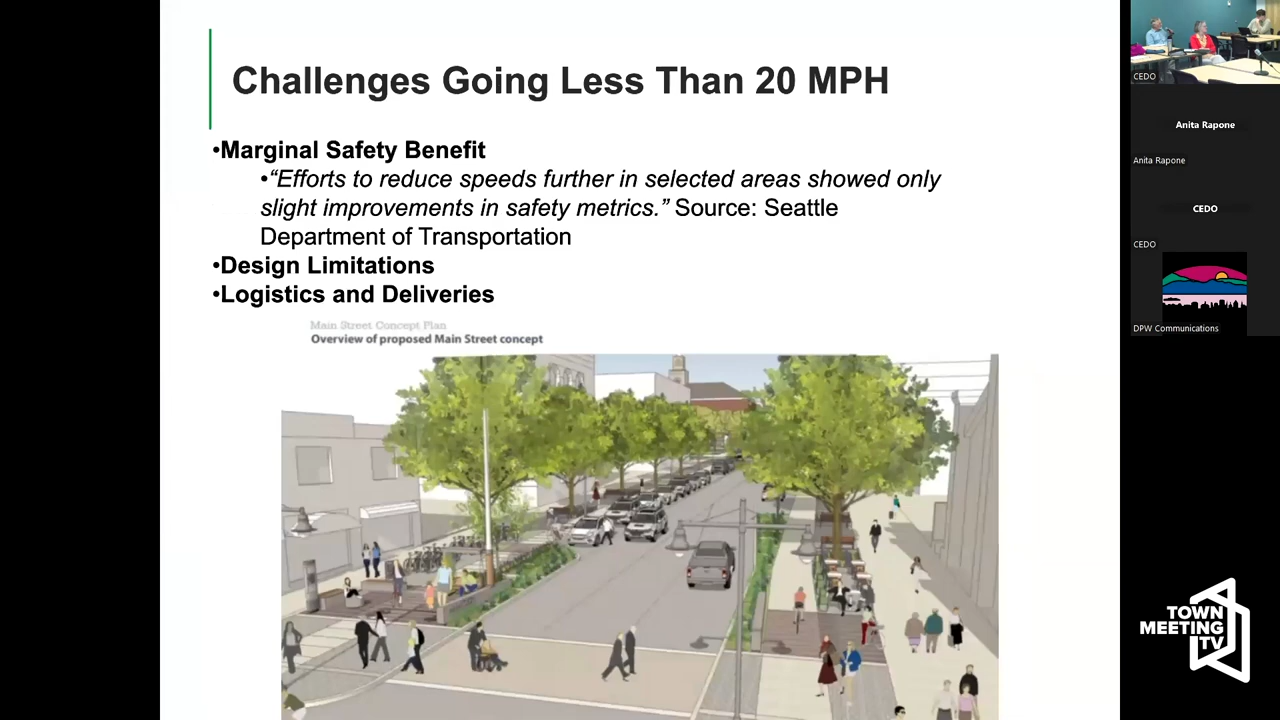 Challenges Going Less Than 20 MPH
•Marginal Safety Benefit
•“Efforts to reduce speeds further in selected areas showed only
slight improvements in safety metrics.” Source: Seattle
Department of Transportation
•Design Limitations
•Logistics and Deliveries
Main Street Concept Plan
Overview of proposed Main Street concept
CEDO
Anita Rapone
Anita Rapone
CEDO
CEDO
DPW Communications
TOWN
MEETING
TV